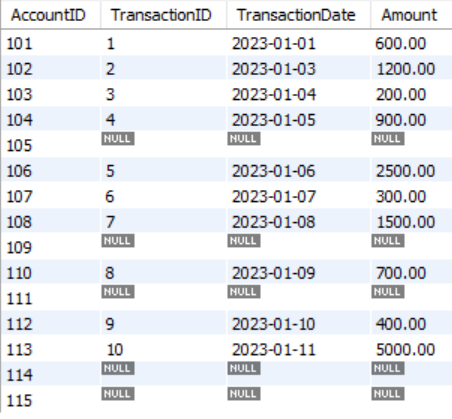 AccountID TransactionID TransactionDate Amount
101 1 2023-01-01 600.00
102 2 2023-01-03 1200.00
103 3 2023-01-04 200.00
104 4 2023-01-05 900.00
105 NULL NULL NULL
106 5 2023-01-06 2500.00
107 6 2023-01-07 300.00
108 7 2023-01-08 1500.00
109 NULL NULL NULL
110 8 2023-01-09 700.00
111 NULL NULL NULL
112 9 2023-01-10 400.00
113 10 2023-01-11 5000.00
114 NULL NULL NULL
115 NULL NULL NULL